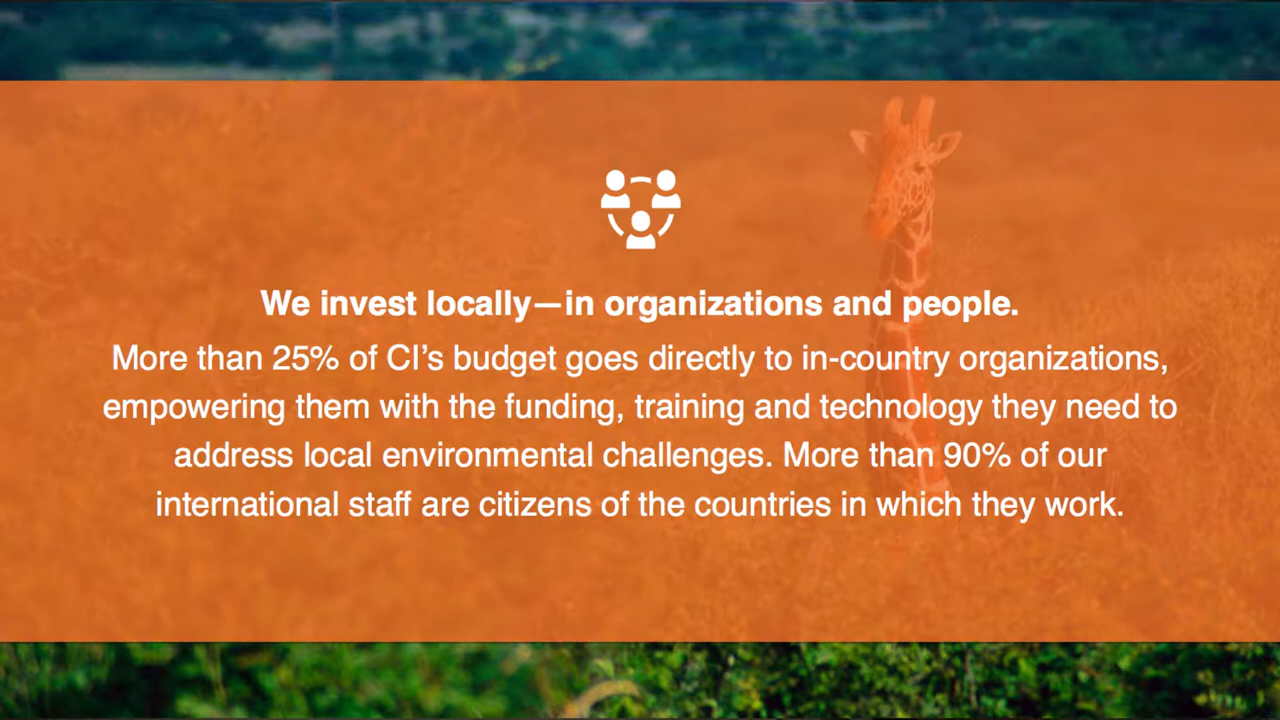 We invest locally—in organizations and people.
More than 25% of CI’s budget goes directly to in-country organizations,
empowering them with the funding, training and technology they need to
address local environmental challenges. More than 90% of our
international staff are citizens of the countries in which they work.